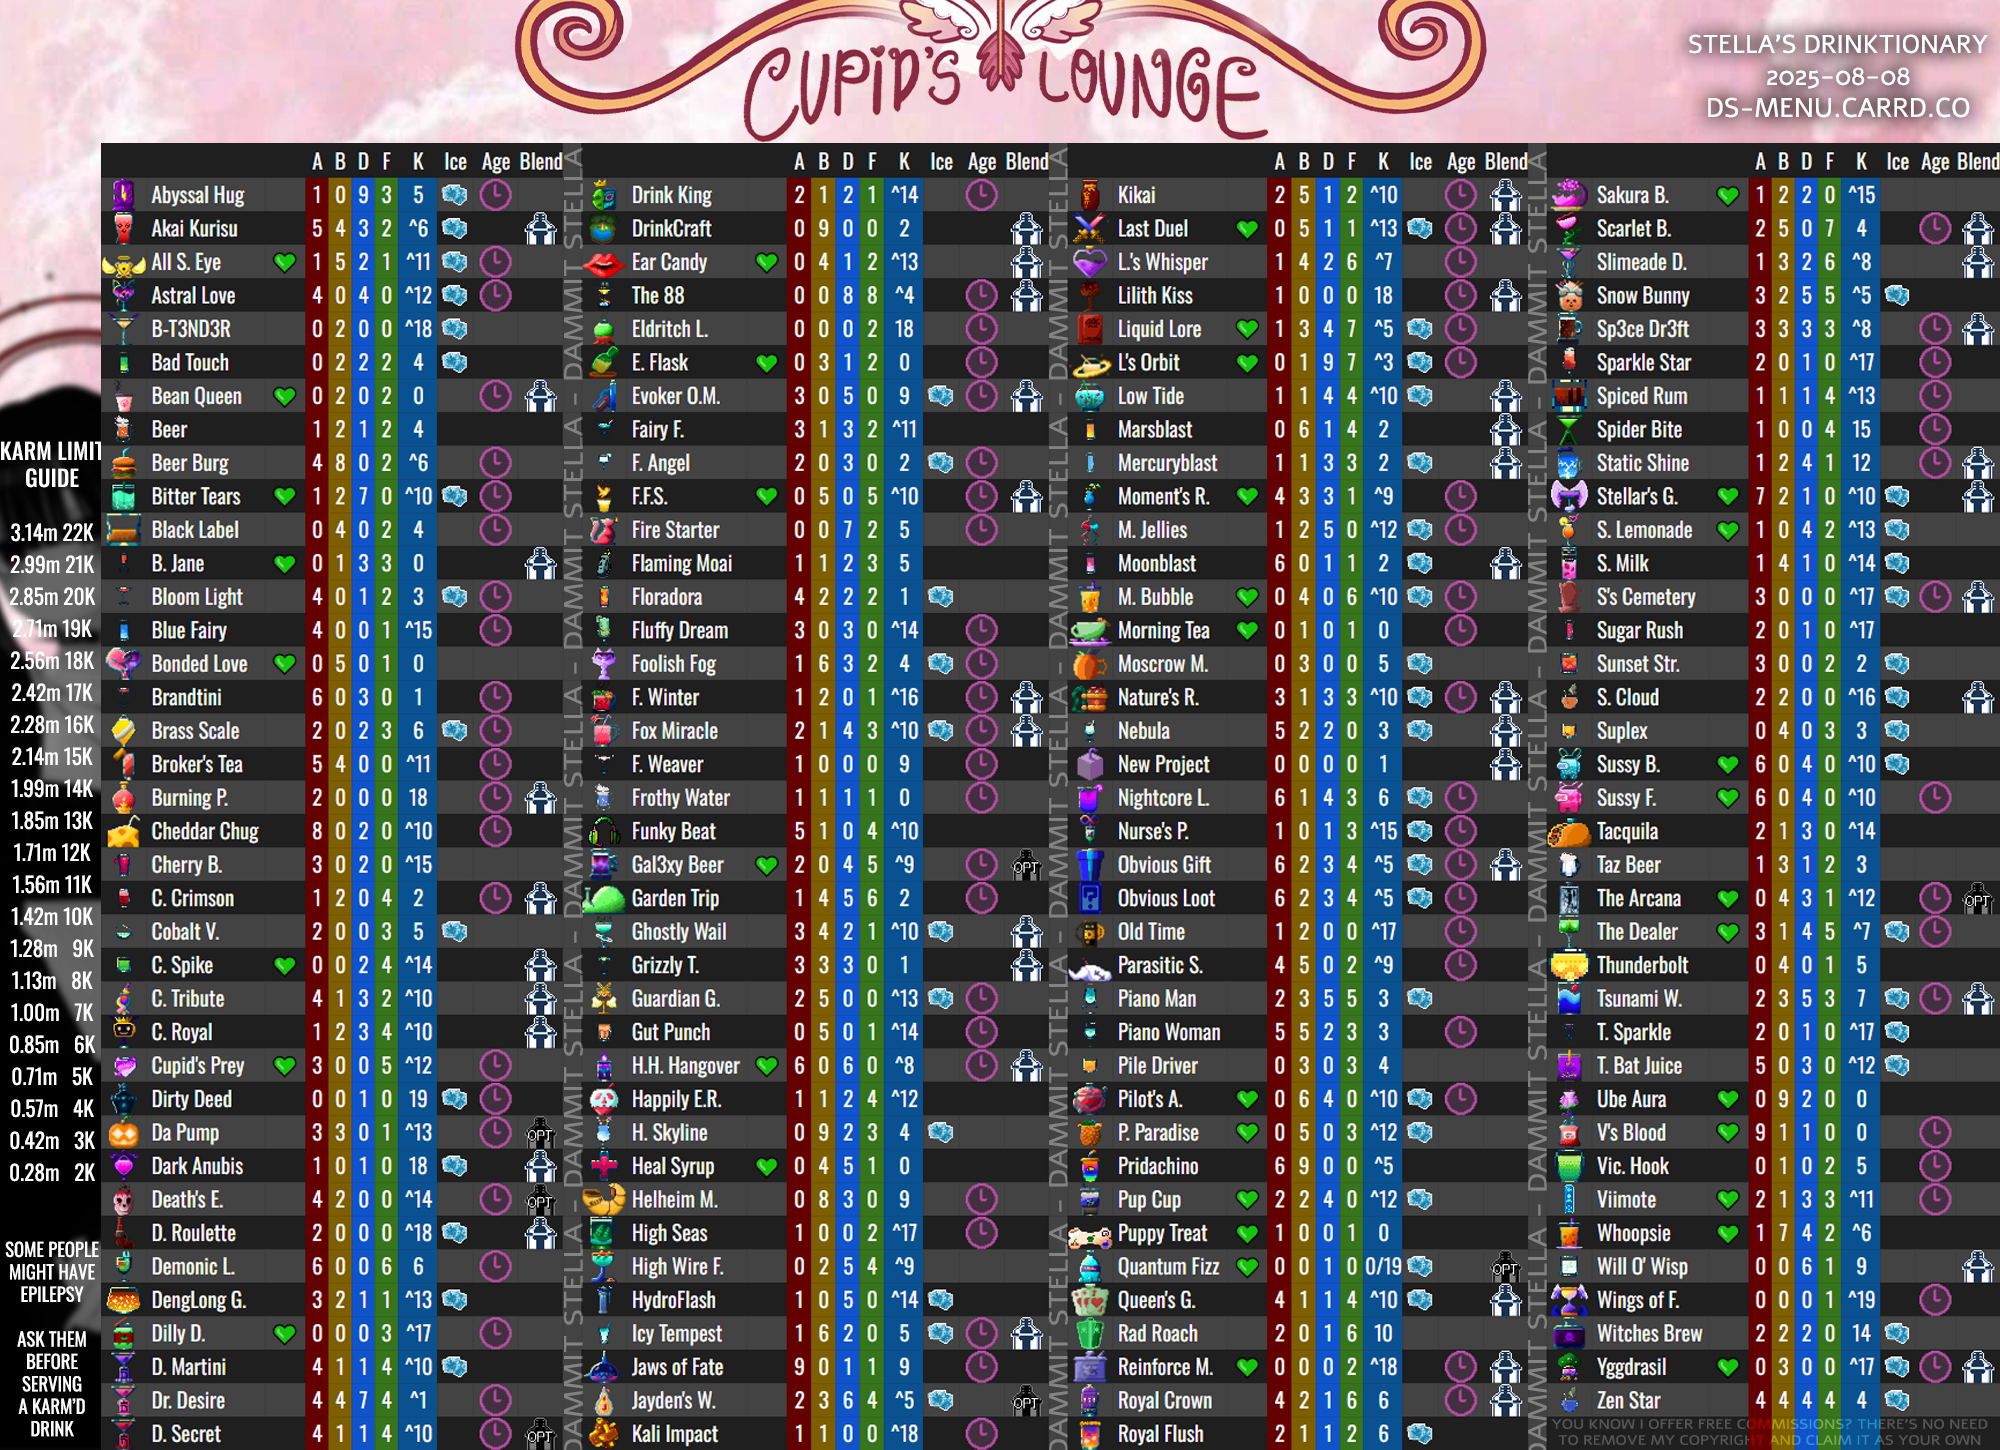 CUPID'S LOUNGE
STELLA'S DRINKTIONARY
2025-08-08
DS-MENU.CARRD.CO
KARM LIMIT
GUIDE
3.14m 22K
2.99m 21K
2.85m 20K
2.71m 19K
2.56m 18K
2.42m 17K
2.28m 16K
2.14m 15K
1.99m 14K
1.85m 13K
1.71m 12K
1.56m 11K
1.42m 10K
1.28m 9K
1.13m 8K
1.00m 7K
0.85m 6K
0.71m 5K
0.57m 4K
0.42m 3K
0.28m 2K
SOME PEOPLE
MIGHT HAVE
EPILEPSY
ASK THEM
BEFORE
SERVING
A KARM'D
DRINK
A B D F K Ice Age Blend
Abyssal Hug 1 0 9 3 5
Akai Kurisu 5 4 3 2 ^6
All S. Eye 1 5 2 1 ^11
Astral Love 4 0 4 0 ^12
B-T3ND3R 0 2 0 0 ^18
Bad Touch 0 2 2 2 4
Bean Queen 0 2 0 2 0
Beer 1 2 1 2 4
Beer Burg 4 8 0 2 ^6
Bitter Tears 1 2 7 0 ^10
Black Label 0 4 0 2 4
B. Jane 0 1 3 3 0
Bloom Light 4 0 1 2 3
Blue Fairy 4 0 0 1 ^15
Bonded Love 0 5 0 1 0
Brandtini 6 0 3 0 1
Brass Scale 2 0 2 3 6
Broker's Tea 5 4 0 0 ^11
Burning P. 2 0 0 0 18
Cheddar Chug 8 0 2 0 ^10
Cherry B. 3 0 2 0 ^15
C. Crimson 1 2 0 4 2
Cobalt V. 2 0 0 3 5
C. Spike 0 0 2 4 ^14
C. Tribute 4 1 3 2 ^10
C. Royal 1 2 3 4 ^10
Cupid's Prey 3 0 0 5 ^12
Dirty Deed 0 0 1 0 19
Da Pump 3 3 0 1 ^13 OPT
Dark Anubis 1 0 1 0 18
Death's E. 4 2 0 0 ^14 OPT
D. Roulette 2 0 0 0 ^18
Demonic L. 6 0 0 6 6
DengLong G. 3 2 1 1 ^13
Dilly D. 0 0 0 3 ^17
D. Martini 4 1 1 4 ^10
Dr. Desire 4 4 7 4 ^1
D. Secret 4 1 1 4 ^10 OPT
DAMMIT STELLA - DAMMIT STELLA - DAMMIT STELLA
A B D F K Ice Age Blend
Drink King 2 1 2 1 ^14
DrinkCraft 0 9 0 0 2
Ear Candy 0 4 1 2 ^13
The 88 0 0 8 8 ^4
Eldritch L. 0 0 0 2 18
E. Flask 0 3 1 2 0
Evoker O.M. 3 0 5 0 9
Fairy F. 3 1 3 2 ^11
F. Angel 2 0 3 0 2
F.F.S. 0 5 0 5 ^10
Fire Starter 0 0 7 2 5
Flaming Moai 1 1 2 3 5
Floradora 4 2 2 2 1
Fluffy Dream 3 0 3 0 ^14
Foolish Fog 1 6 3 2 4
F. Winter 1 2 0 1 ^16
Fox Miracle 2 1 4 3 ^10
F. Weaver 1 0 0 0 9
Frothy Water 1 1 1 1 0
Funky Beat 5 1 0 4 ^10
Gal3xy Beer 2 0 4 5 ^9 OPT
Garden Trip 1 4 5 6 2
Ghostly Wail 3 4 2 1 ^10
Grizzly T. 3 3 3 0 1
Guardian G. 2 5 0 0 ^13
Gut Punch 0 5 0 1 ^14
H.H. Hangover 6 0 6 0 ^8
Happily E.R. 1 1 2 4 ^12
H. Skyline 0 9 2 3 4
Heal Syrup 0 4 5 1 0
Helheim M. 0 8 3 0 9
High Seas 1 0 0 2 ^17
High Wire F. 0 2 5 4 ^9
HydroFlash 1 0 5 0 ^14
Icy Tempest 1 6 2 0 5
Jaws of Fate 9 0 1 1 9
Jayden's W. 2 3 6 4 ^5 OPT
Kali Impact 1 1 0 0 ^18
DAMMIT STELLA - DAMMIT STELLA - DAMMIT STELLA
A B D F K Ice Age Blend
Kikai 2 5 1 2 ^10
Last Duel 0 5 1 1 ^13
L.'s Whisper 1 4 2 6 ^7
Lilith Kiss 1 0 0 0 18
Liquid Lore 1 3 4 7 ^5
L's Orbit 0 1 9 7 ^3
Low Tide 1 1 4 4 ^10
Marsblast 0 6 1 4 2
Mercuryblast 1 1 3 3 2
Moment's R. 4 3 3 1 ^9
M. Jellies 1 2 5 0 ^12
Moonblast 6 0 1 1 2
M. Bubble 0 4 0 6 ^10
Morning Tea 0 1 0 1 0
Moscrow M. 0 3 0 0 5
Nature's R. 3 1 3 3 ^10
Nebula 5 2 2 0 3
New Project 0 0 0 0 1
Nightcore L. 6 1 4 3 6
Nurse's P. 1 0 1 3 ^15
Obvious Gift 6 2 3 4 ^5
Obvious Loot 6 2 3 4 ^5
Old Time 1 2 0 0 ^17
Parasitic S. 4 5 0 2 ^9
Piano Man 2 3 5 5 3
Piano Woman 5 5 2 3 3
Pile Driver 0 3 0 3 4
Pilot's A. 0 6 4 0 ^10
P. Paradise 0 5 0 3 ^12
Pridachino 6 9 0 0 ^5
Pup Cup 2 2 4 0 ^12
Puppy Treat 1 0 0 1 0
Quantum Fizz 0 0 1 0 0/19 OPT
Queen's G. 4 1 1 4 ^10
Rad Roach 2 0 1 6 10
Reinforce M. 0 0 0 2 ^18
Royal Crown 4 2 1 6 6
Royal Flush 2 1 1 2 6
DAMMIT STELLA - DAMMIT STELLA - DAMMIT STELLA
A B D F K Ice Age Blend
Sakura B. 1 2 2 0 ^15
Scarlet B. 2 5 0 7 4
Slimeade D. 1 3 2 6 ^8
Snow Bunny 3 2 5 5 ^5
Sp3ce Dr3ft 3 3 3 3 ^8
Sparkle Star 2 0 1 0 ^17
Spiced Rum 1 1 1 4 ^13
Spider Bite 1 0 0 4 15
Static Shine 1 2 4 1 12
Stellar's G. 7 2 1 0 ^10
S. Lemonade 1 0 4 2 ^13
S. Milk 1 4 1 0 ^14
S's Cemetery 3 0 0 0 ^17
Sugar Rush 2 0 1 0 ^17
Sunset Str. 3 0 0 2 2
S. Cloud 2 2 0 0 ^16
Suplex 0 4 0 3 3
Sussy B. 6 0 4 0 ^10
Sussy F. 6 0 4 0 ^10
Tacquila 2 1 3 0 ^14
Taz Beer 1 3 1 2 3
The Arcana 0 4 3 1 ^12 OPT
The Dealer 3 1 4 5 ^7
Thunderbolt 0 4 0 1 5
Tsunami W. 2 3 5 3 7
T. Sparkle 2 0 1 0 ^17
T. Bat Juice 5 0 3 0 ^12
Ube Aura 0 9 2 0 0
V's Blood 9 1 1 0 0
Vic. Hook 0 1 0 2 5
Viimote 2 1 3 3 ^11
Whoopsie 1 7 4 2 ^6
Will O' Wisp 0 0 6 1 9
Wings of F. 0 0 0 1 ^19
Witches Brew 2 2 2 0 14
Yggdrasil 0 3 0 0 ^17
Zen Star 4 4 4 4 4
YOU KNOW I OFFER FREE COMMISSIONS? THERE'S NO NEED
TO REMOVE MY COPYRIGHT AND CLAIM IT AS YOUR OWN